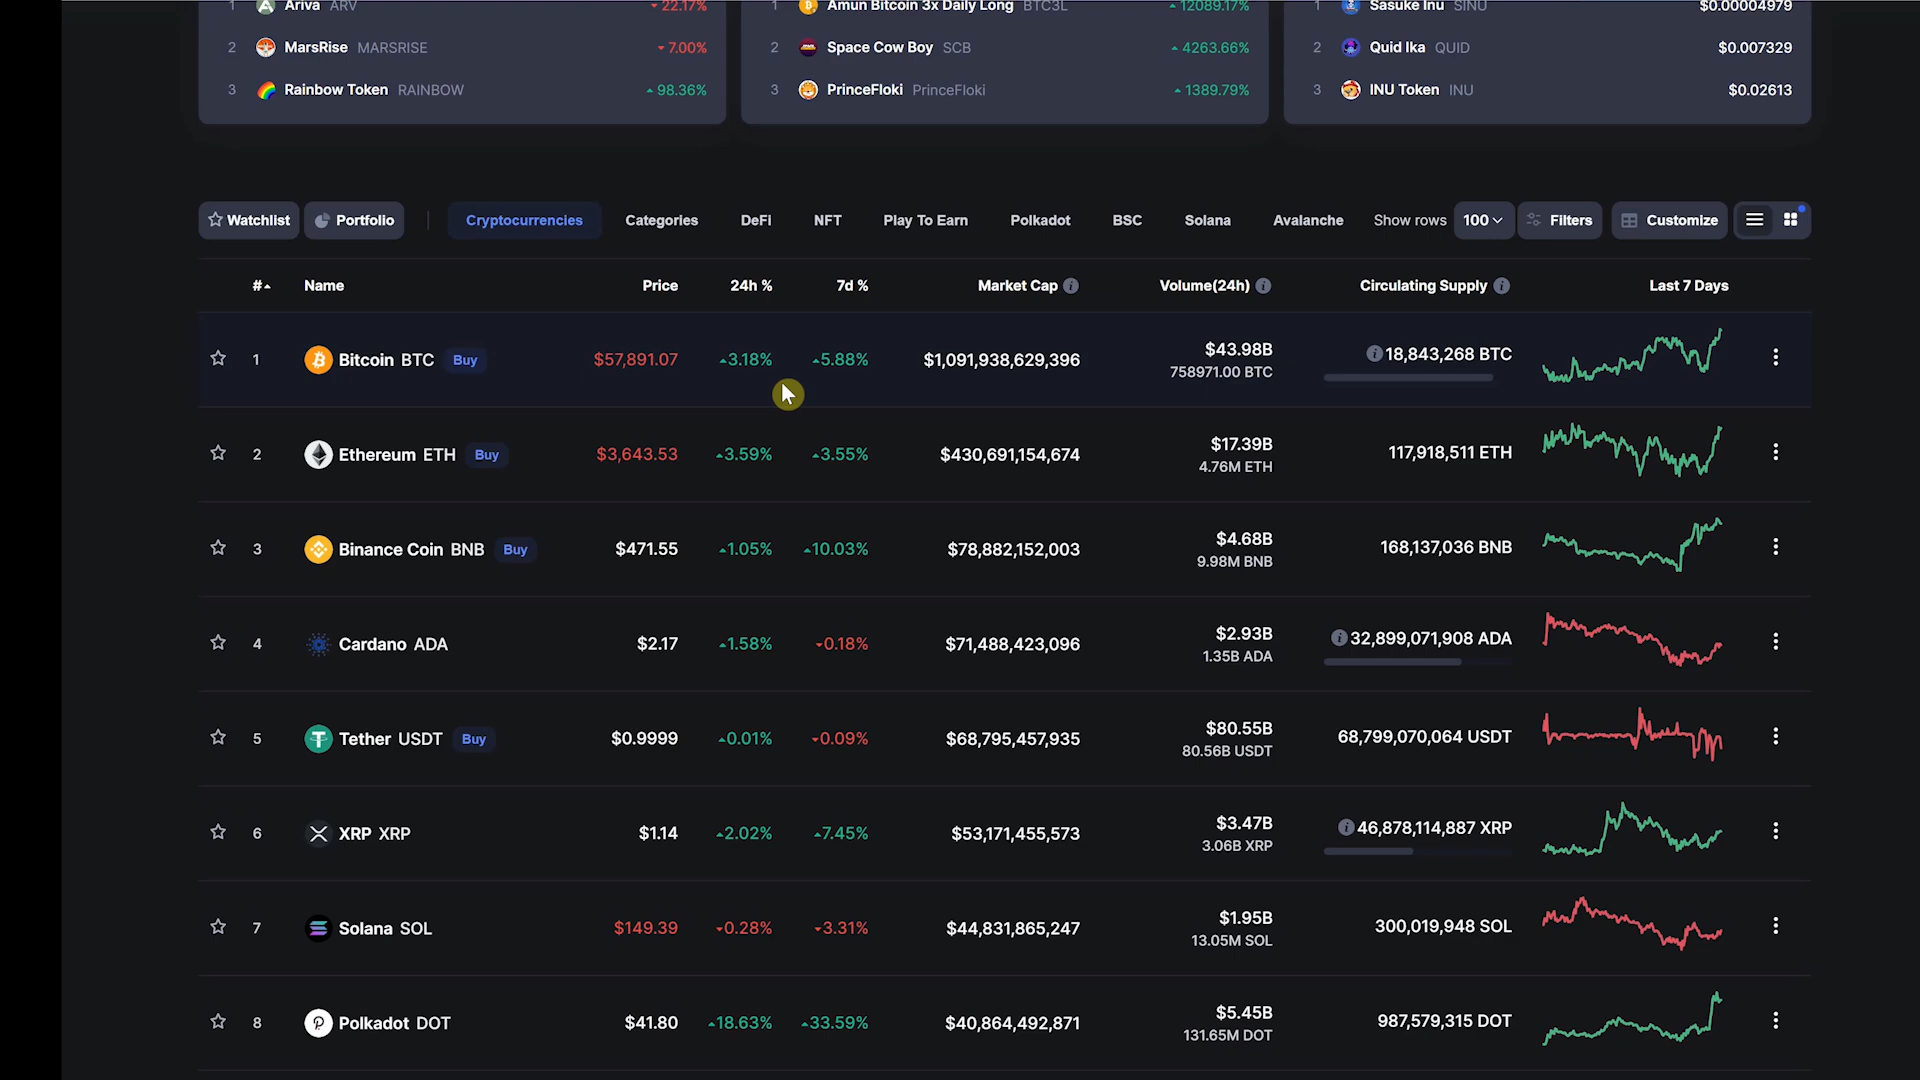 1 Ariva ARV 22.17%
2 MarsRise MARSRISE 7.00%
3 Rainbow Token RAINBOW 98.36%
1 Amun Bitcoin 3x Daily Long BTC3L 12089.17%
2 Space Cow Boy SCB 4263.66%
3 PrinceFloki PrinceFloki 1389.79%
1 Sasuke Inu SINU $0.00004979
2 Quid Ika QUID $0.007329
3 INU Token INU $0.02613
Watchlist Portfolio Cryptocurrencies Categories DeFi NFT Play To Earn Polkadot BSC Solana Avalanche Show rows 100 Filters Customize
# Name Price 24h % 7d % Market Cap Volume(24h) Circulating Supply Last 7 Days
1 Bitcoin BTC Buy $57,891.07 3.18% 5.88% $1,091,938,629,396 $43.98B 18,843,268 BTC
758971.00 BTC
2 Ethereum ETH Buy $3,643.53 3.59% 3.55% $430,691,154,674 $17.39B 117,918,511 ETH
4.76M ETH
3 Binance Coin BNB Buy $471.55 1.05% 10.03% $78,882,152,003 $4.68B 168,137,036 BNB
9.98M BNB
4 Cardano ADA $2.17 1.58% 0.18% $71,488,423,096 $2.93B 32,899,071,908 ADA
1.35B ADA
5 Tether USDT Buy $0.9999 0.01% 0.09% $68,795,457,935 $80.55B 68,799,070,064 USDT
80.56B USDT
6 XRP XRP $1.14 2.02% 7.45% $53,171,455,573 $3.47B 46,878,114,887 XRP
3.06B XRP
7 Solana SOL $149.39 0.28% 3.31% $44,831,865,247 $1.95B 300,019,948 SOL
13.05M SOL
8 Polkadot DOT $41.80 18.63% 33.59% $40,864,492,871 $5.45B 987,579,315 DOT
131.65M DOT